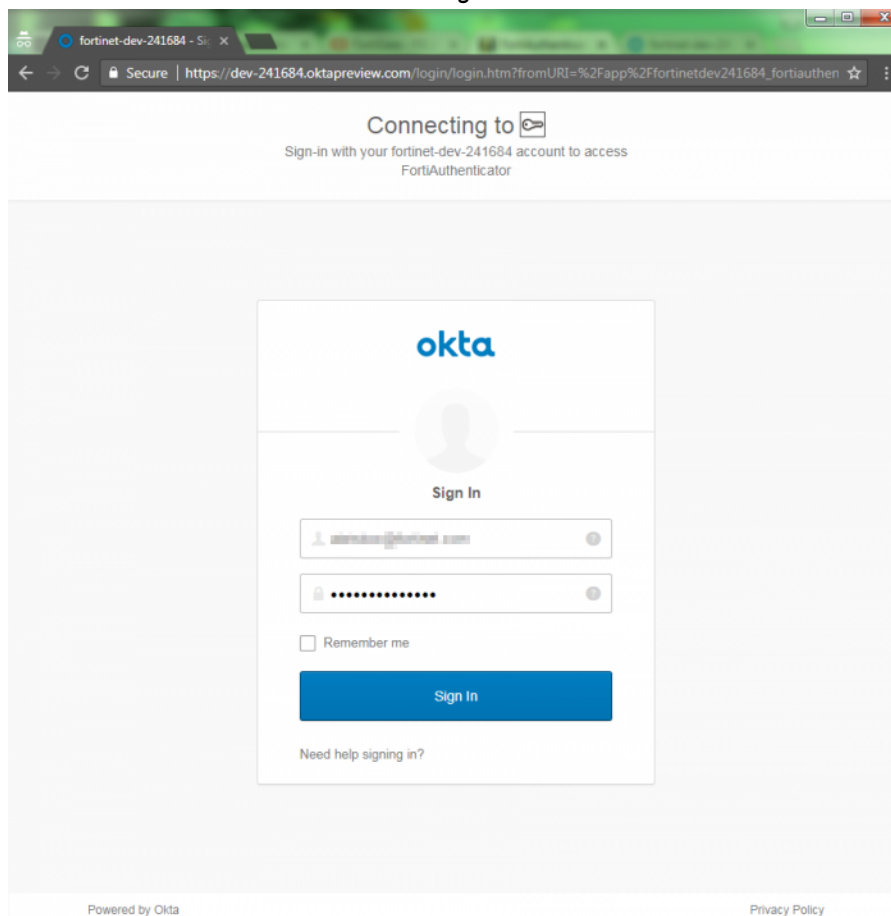 fortinet-dev-241684 - Si
Secure | https://dev-241684.oktapreview.com/login/login.htm?fromURI=%2Fapp%2Ffortinetdev241684_fortiauthen
Connecting to
Sign-in with your fortinet-dev-241684 account to access
FortiAuthenticator
okta
Sign In
Remember me
Sign In
Need help signing in?
Powered by Okta
Privacy Policy